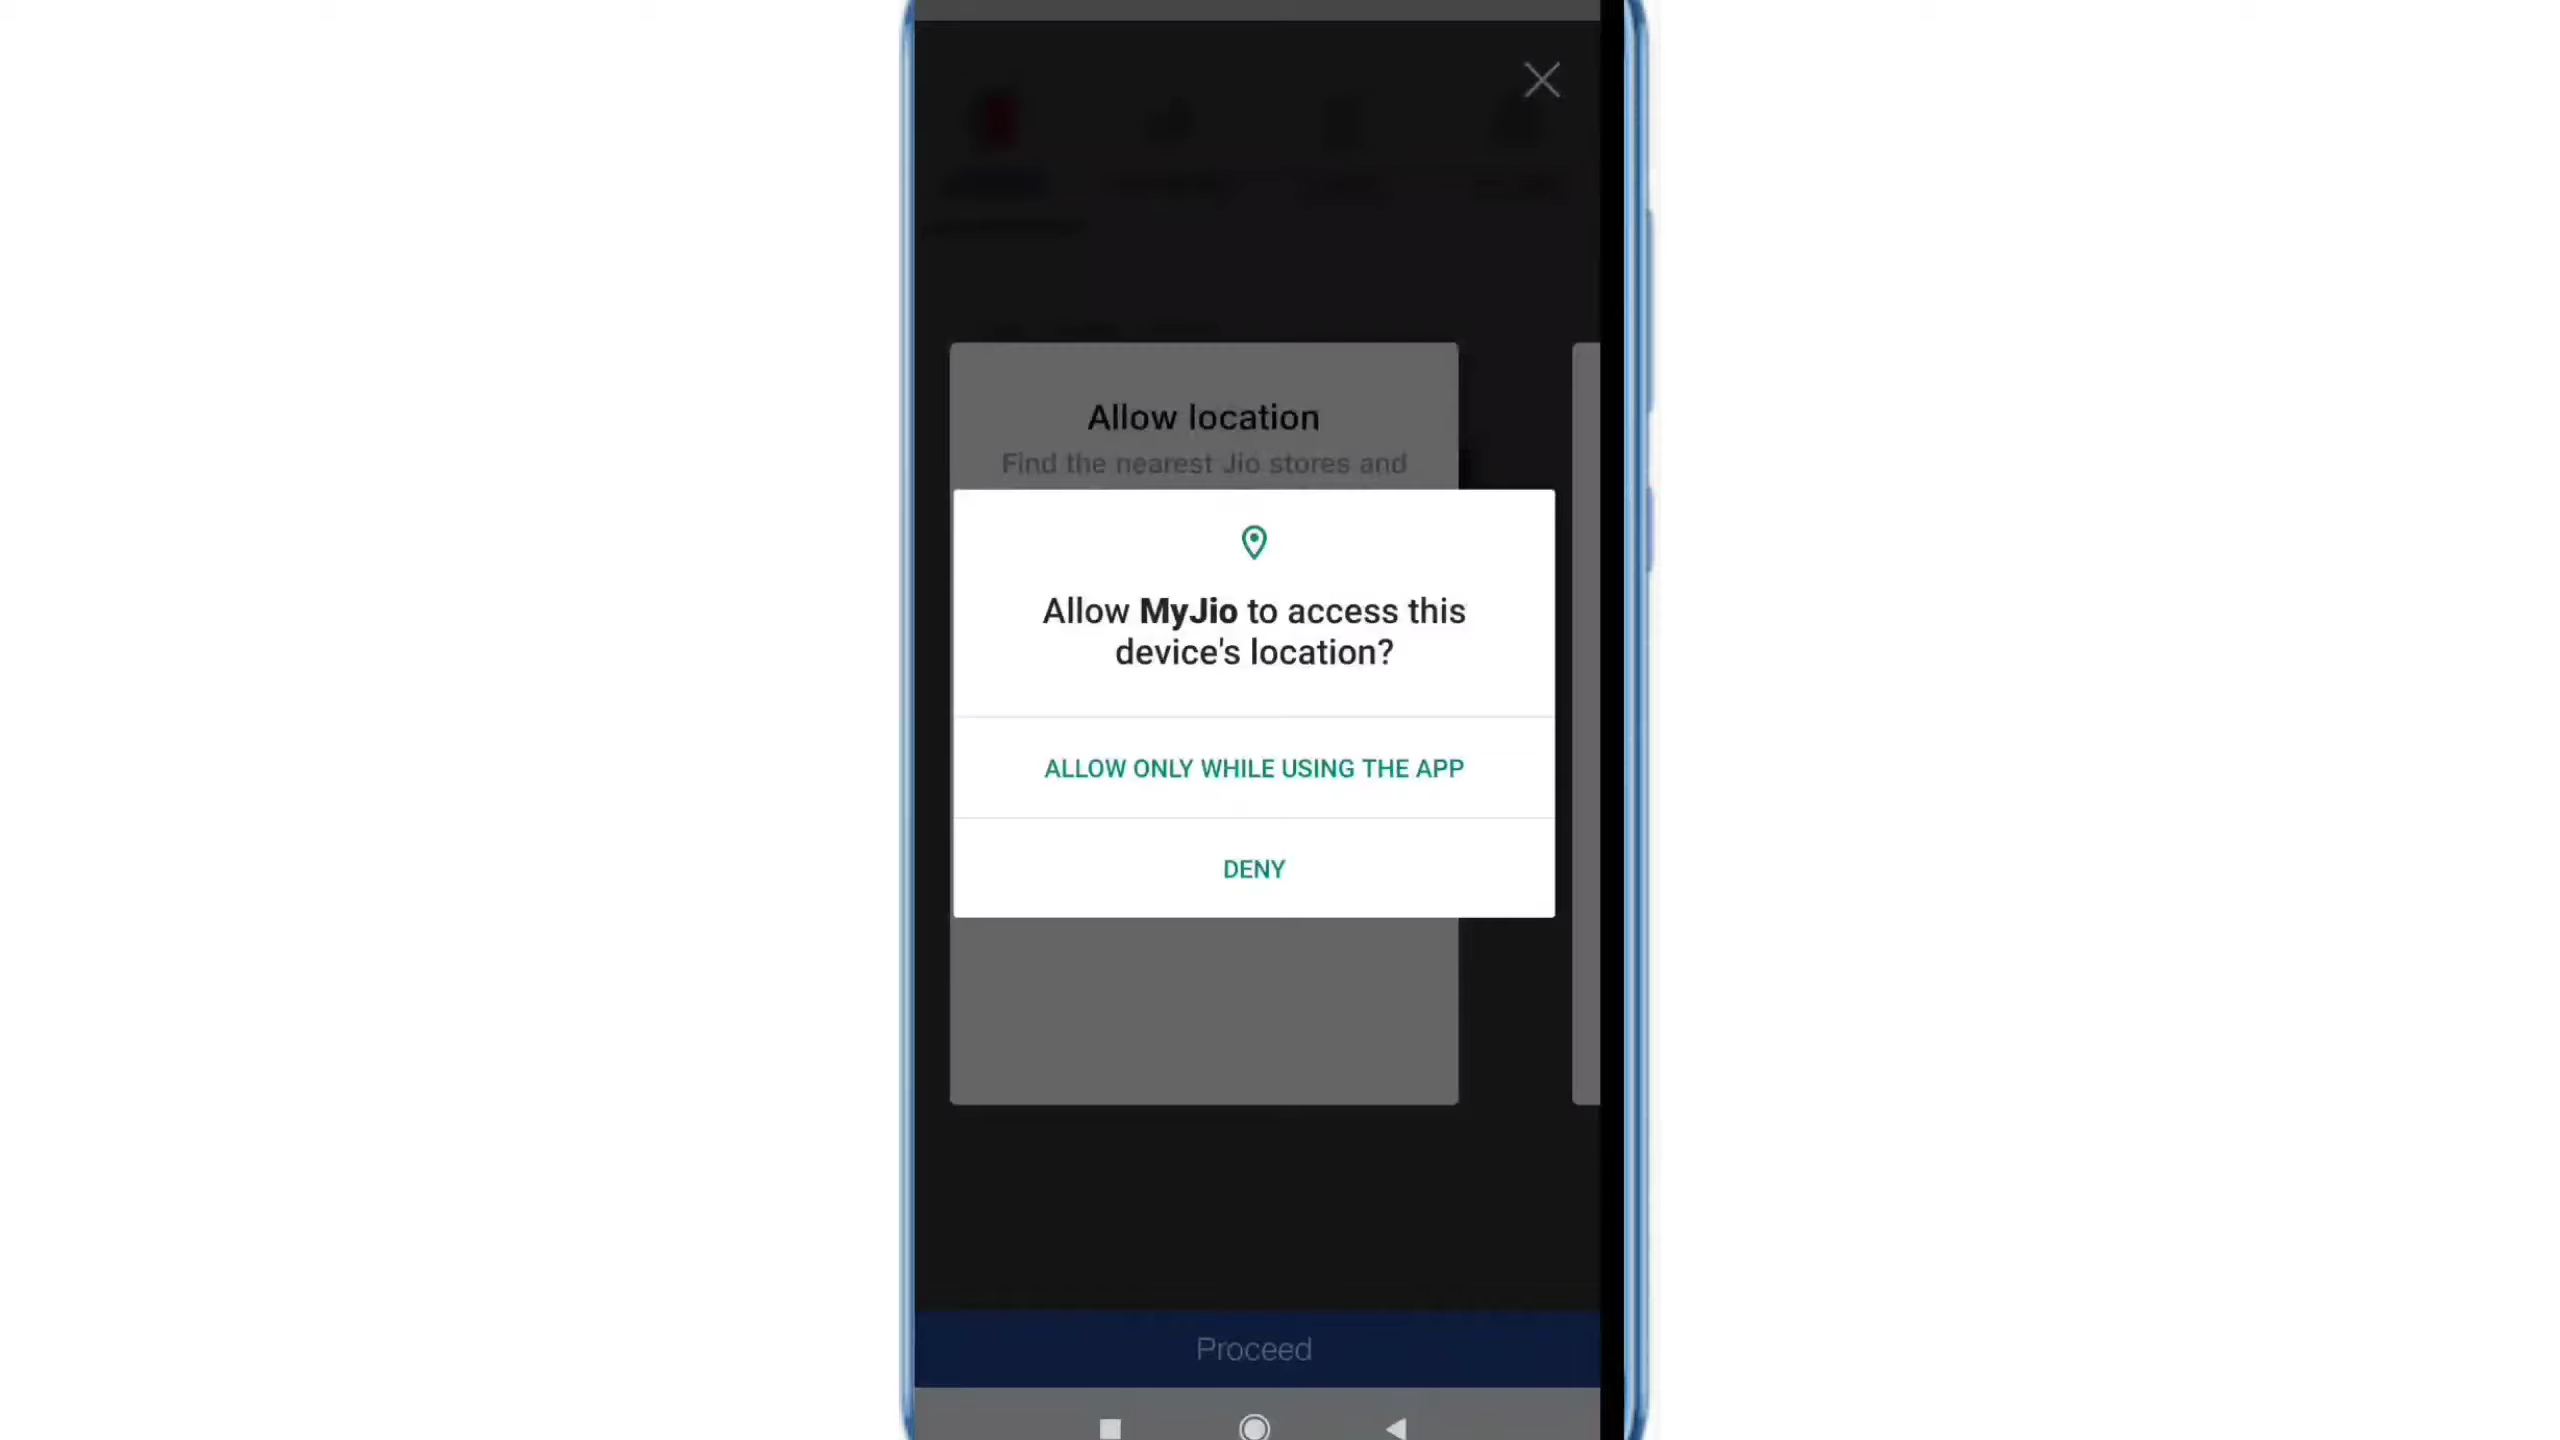 Allow location
Find the nearest Jio stores and
Allow MyJio to access this
device's location?
ALLOW ONLY WHILE USING THE APP
DENY
Proceed